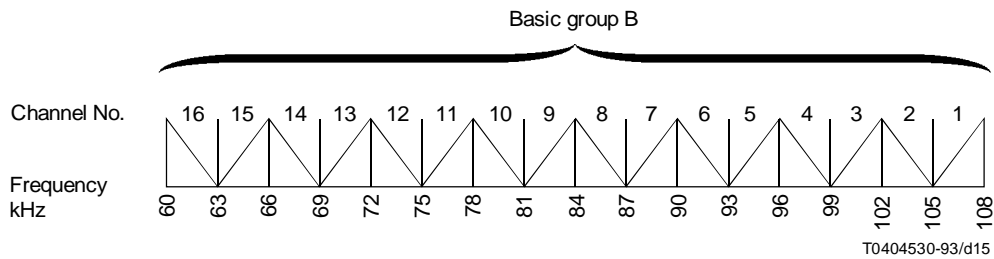 Basic group B
Channel No. 16 15 14 13 12 11 10 9 8 7 6 5 4 3 2 1
Frequency
kHz
60 63 66 69 72 75 78 81 84 87 90 93 96 99 102 105 108
T0404530-93/d15